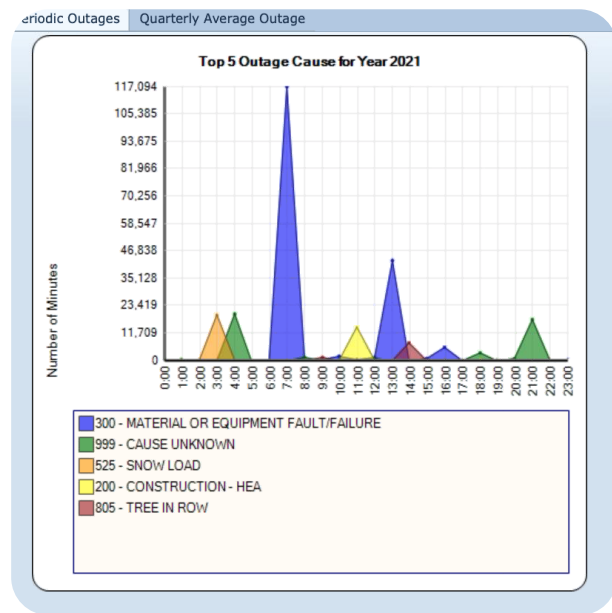 eriodic Outages Quarterly Average Outage
Top 5 Outage Cause for Year 2021
117,094
105,385
93,675
81,966
70,256
58,547
46,838
35,128
23,419
11,709
0
Number of Minutes
0:00 1:00 2:00 3:00 4:00 5:00 6:00 7:00 8:00 9:00 10:00 11:00 12:00 13:00 14:00 15:00 16:00 17:00 18:00 19:00 20:00 21:00 22:00 23:00
300 - MATERIAL OR EQUIPMENT FAULT/FAILURE
999 - CAUSE UNKNOWN
525 - SNOW LOAD
200 - CONSTRUCTION - HEA
805 - TREE IN ROW